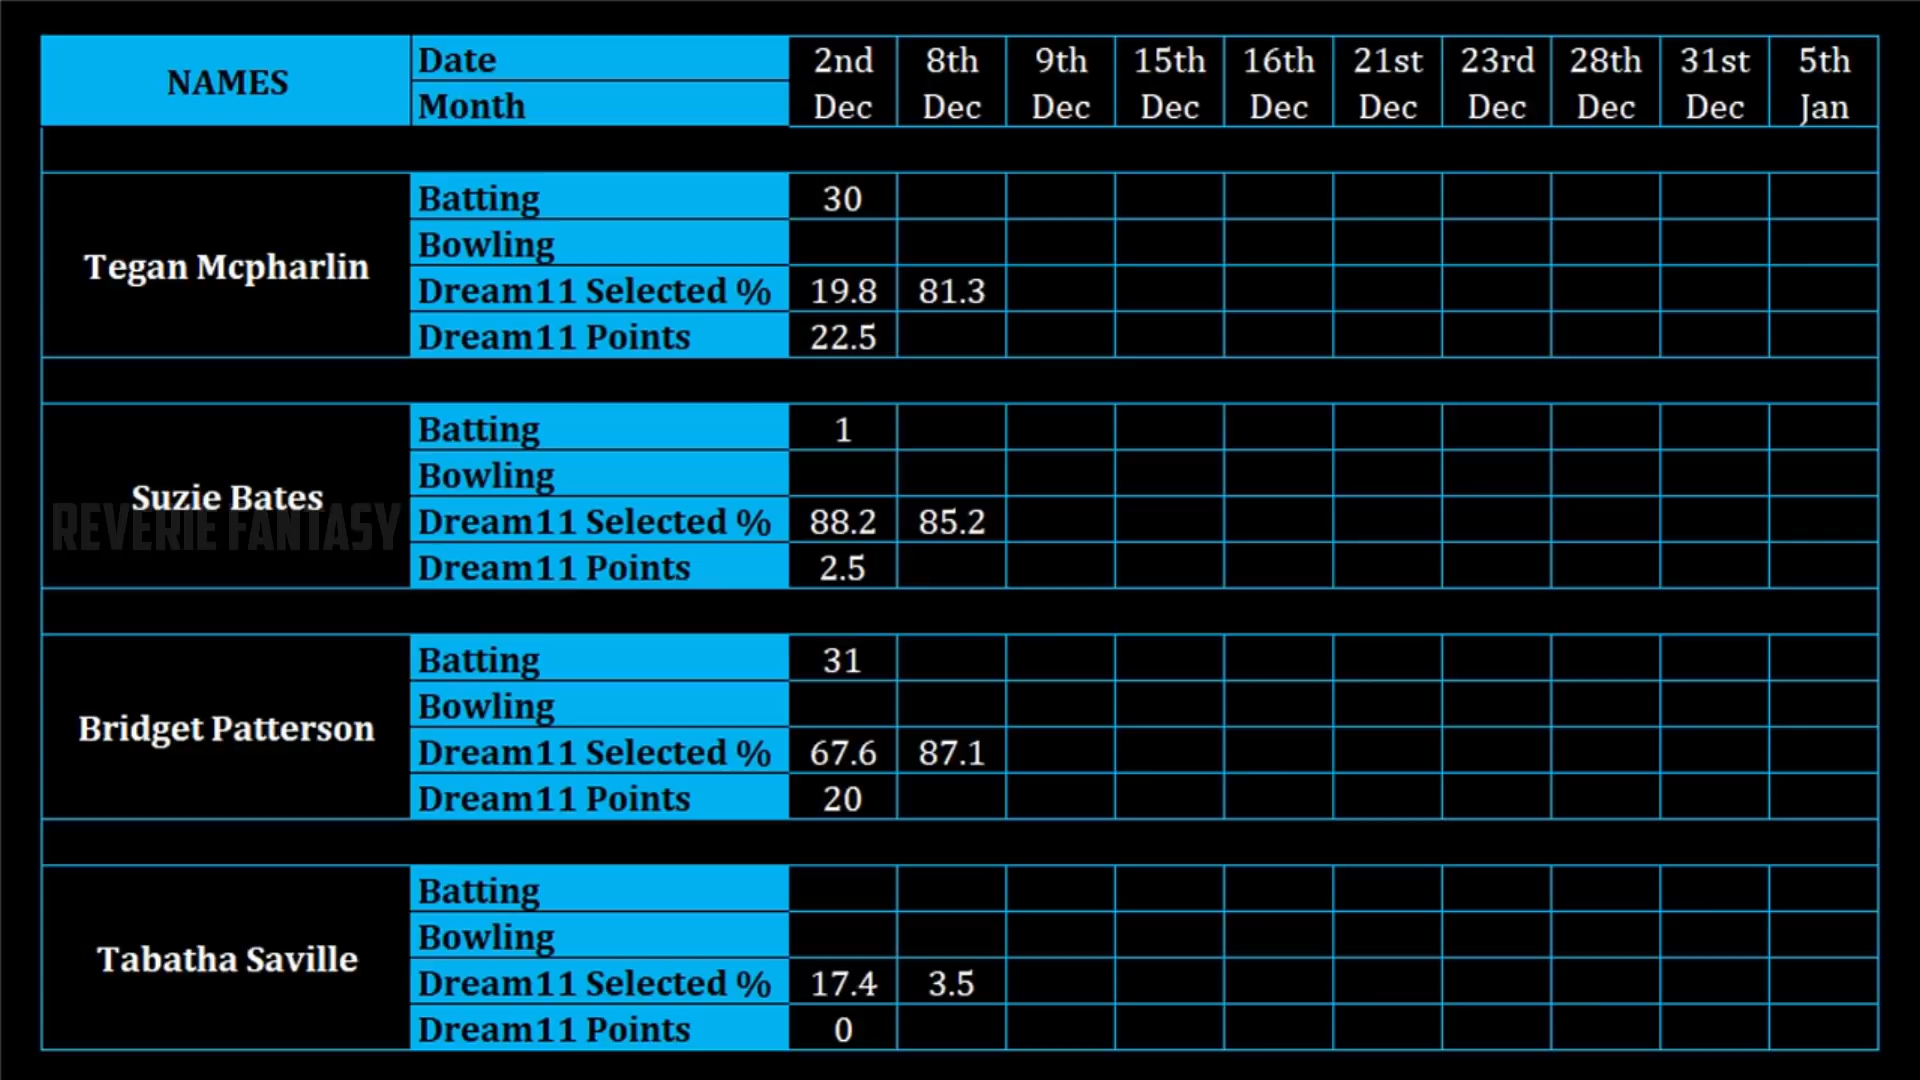 NAMES Date 2nd 8th 9th 15th 16th 21st 23rd 28th 31st 5th
Month Dec Dec Dec Dec Dec Dec Dec Dec Dec Jan
Tegan Mcpharlin
Batting 30
Bowling
Dream11 Selected % 19.8 81.3
Dream11 Points 22.5
Suzie Bates
REVERIE FANTASY
Batting 1
Bowling
Dream11 Selected % 88.2 85.2
Dream11 Points 2.5
Bridget Patterson
Batting 31
Bowling
Dream11 Selected % 67.6 87.1
Dream11 Points 20
Tabatha Saville
Batting
Bowling
Dream11 Selected % 17.4 3.5
Dream11 Points 0